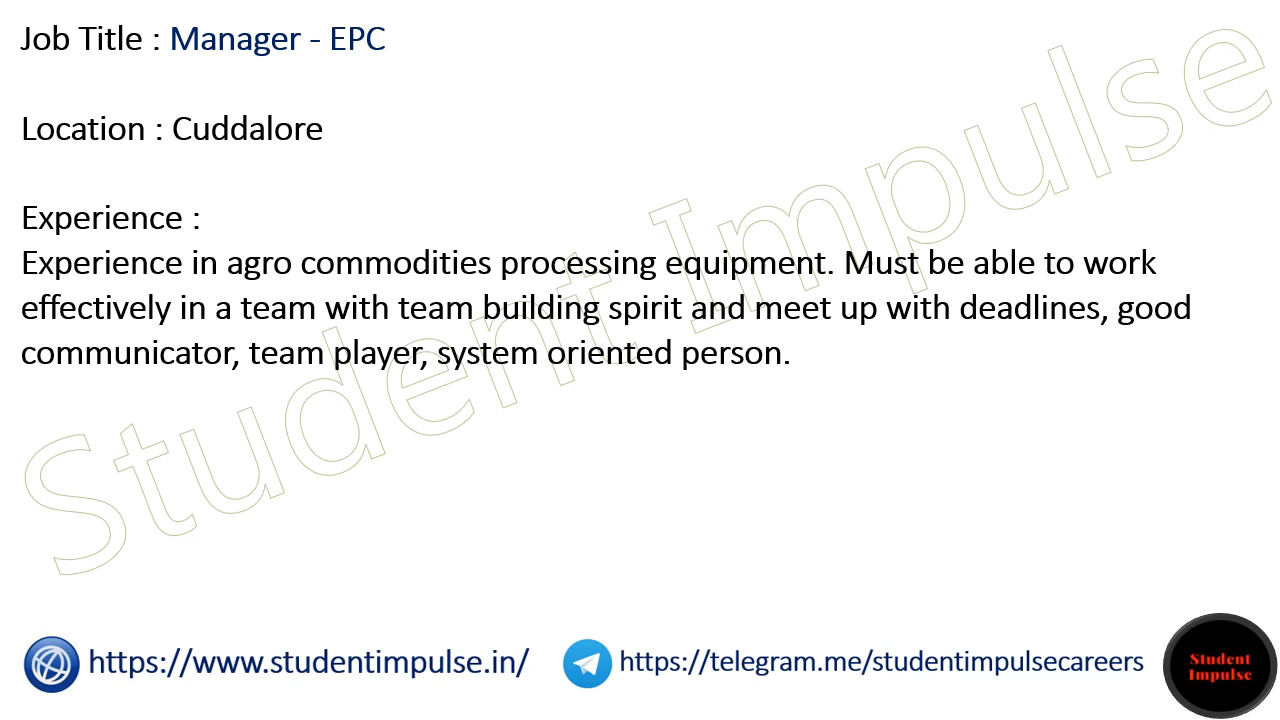 Job Title : Manager - EPC
Location : Cuddalore
Experience :
Experience in agro commodities processing equipment. Must be able to work
effectively in a team with team building spirit and meet up with deadlines, good
communicator, team player, system oriented person.
Student Impulse
https://www.studentimpulse.in/
https://telegram.me/studentimpulsecareers
Student
Impulse